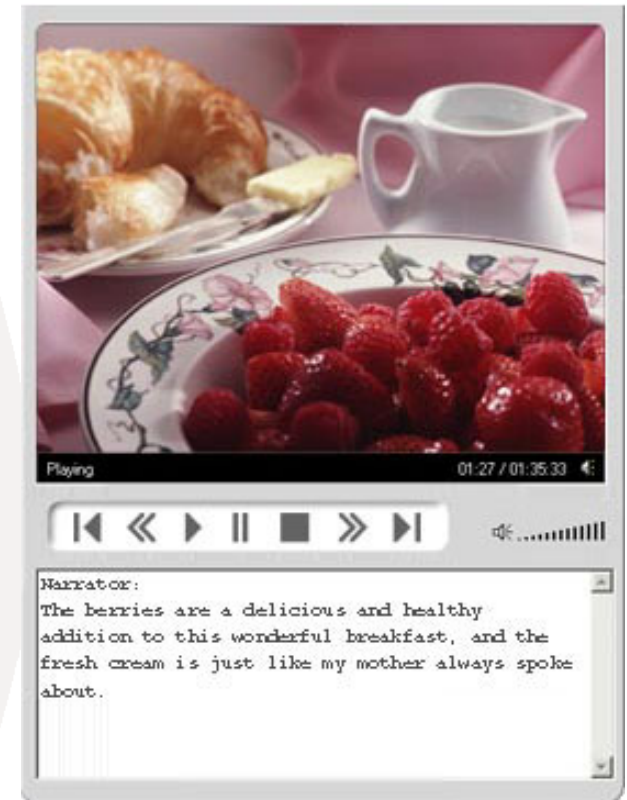 Playing
01:27 / 01:35:33
Narrator:
The berries are a delicious and healthy
addition to this wonderful breakfast, and the
fresh cream is just like my mother always spoke
about.